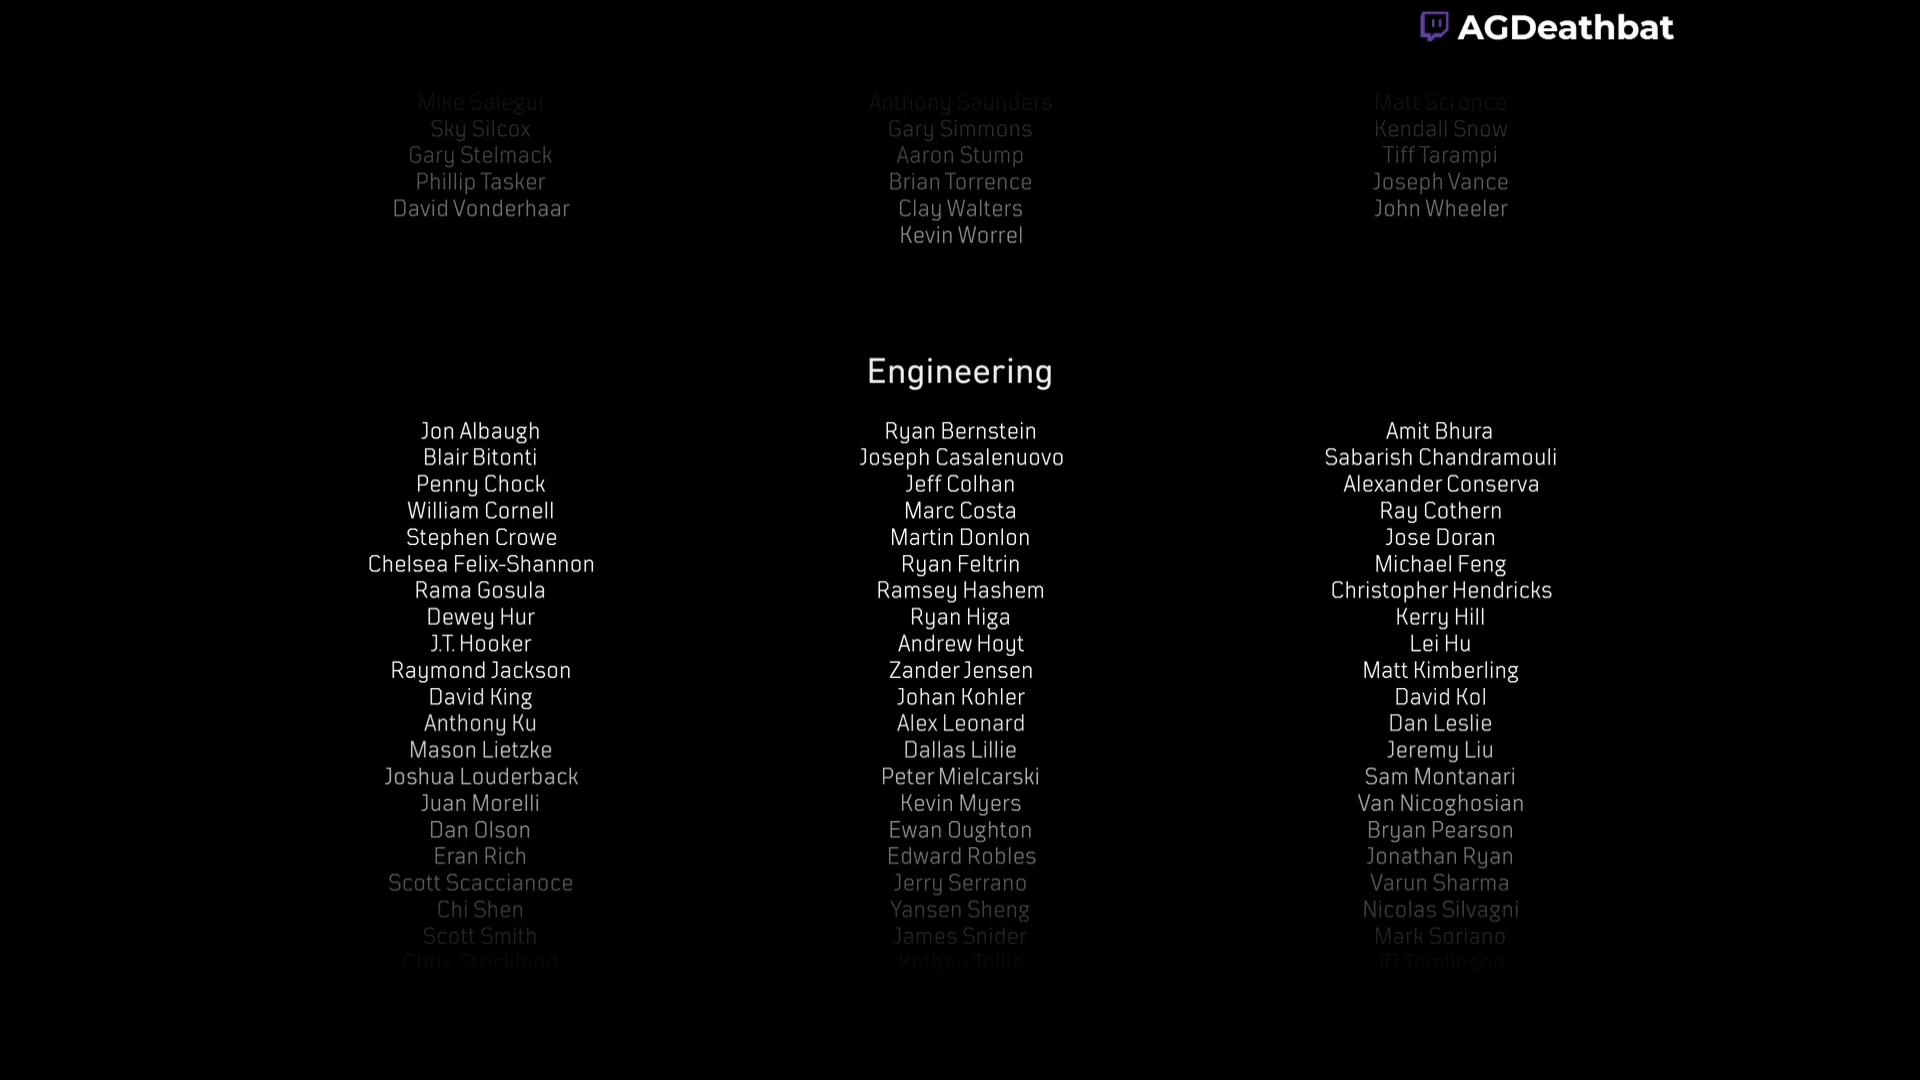 AGDeathbat
Mike Salegui Anthony Saunders Matt Scronce
Sky Silcox Gary Simmons Kendall Snow
Gary Stelmack Aaron Stump Tiff Tarampi
Phillip Tasker Brian Torrence Joseph Vance
David Vonderhaar Clay Walters John Wheeler
Kevin Worrel
Engineering
Jon Albaugh Ryan Bernstein Amit Bhura
Blair Bitonti Joseph Casalenuovo Sabarish Chandramouli
Penny Chock Jeff Colhan Alexander Conserva
William Cornell Marc Costa Ray Cothern
Stephen Crowe Martin Donlon Jose Doran
Chelsea Felix-Shannon Ryan Feltrin Michael Feng
Rama Gosula Ramsey Hashem Christopher Hendricks
Dewey Hur Ryan Higa Kerry Hill
J.T. Hooker Andrew Hoyt Lei Hu
Raymond Jackson Zander Jensen Matt Kimberling
David King Johan Kohler David Kol
Anthony Ku Alex Leonard Dan Leslie
Mason Lietzke Dallas Lillie Jeremy Liu
Joshua Louderback Peter Mielcarski Sam Montanari
Juan Morelli Kevin Myers Van Nicoghosian
Dan Olson Ewan Oughton Bryan Pearson
Eran Rich Edward Robles Jonathan Ryan
Scott Scaccianoce Jerry Serrano Varun Sharma
Chi Shen Yansen Sheng Nicolas Silvagni
Scott Smith James Snider Mark Soriano
Chris Strickland Kethan Tellis JD Tomlinson